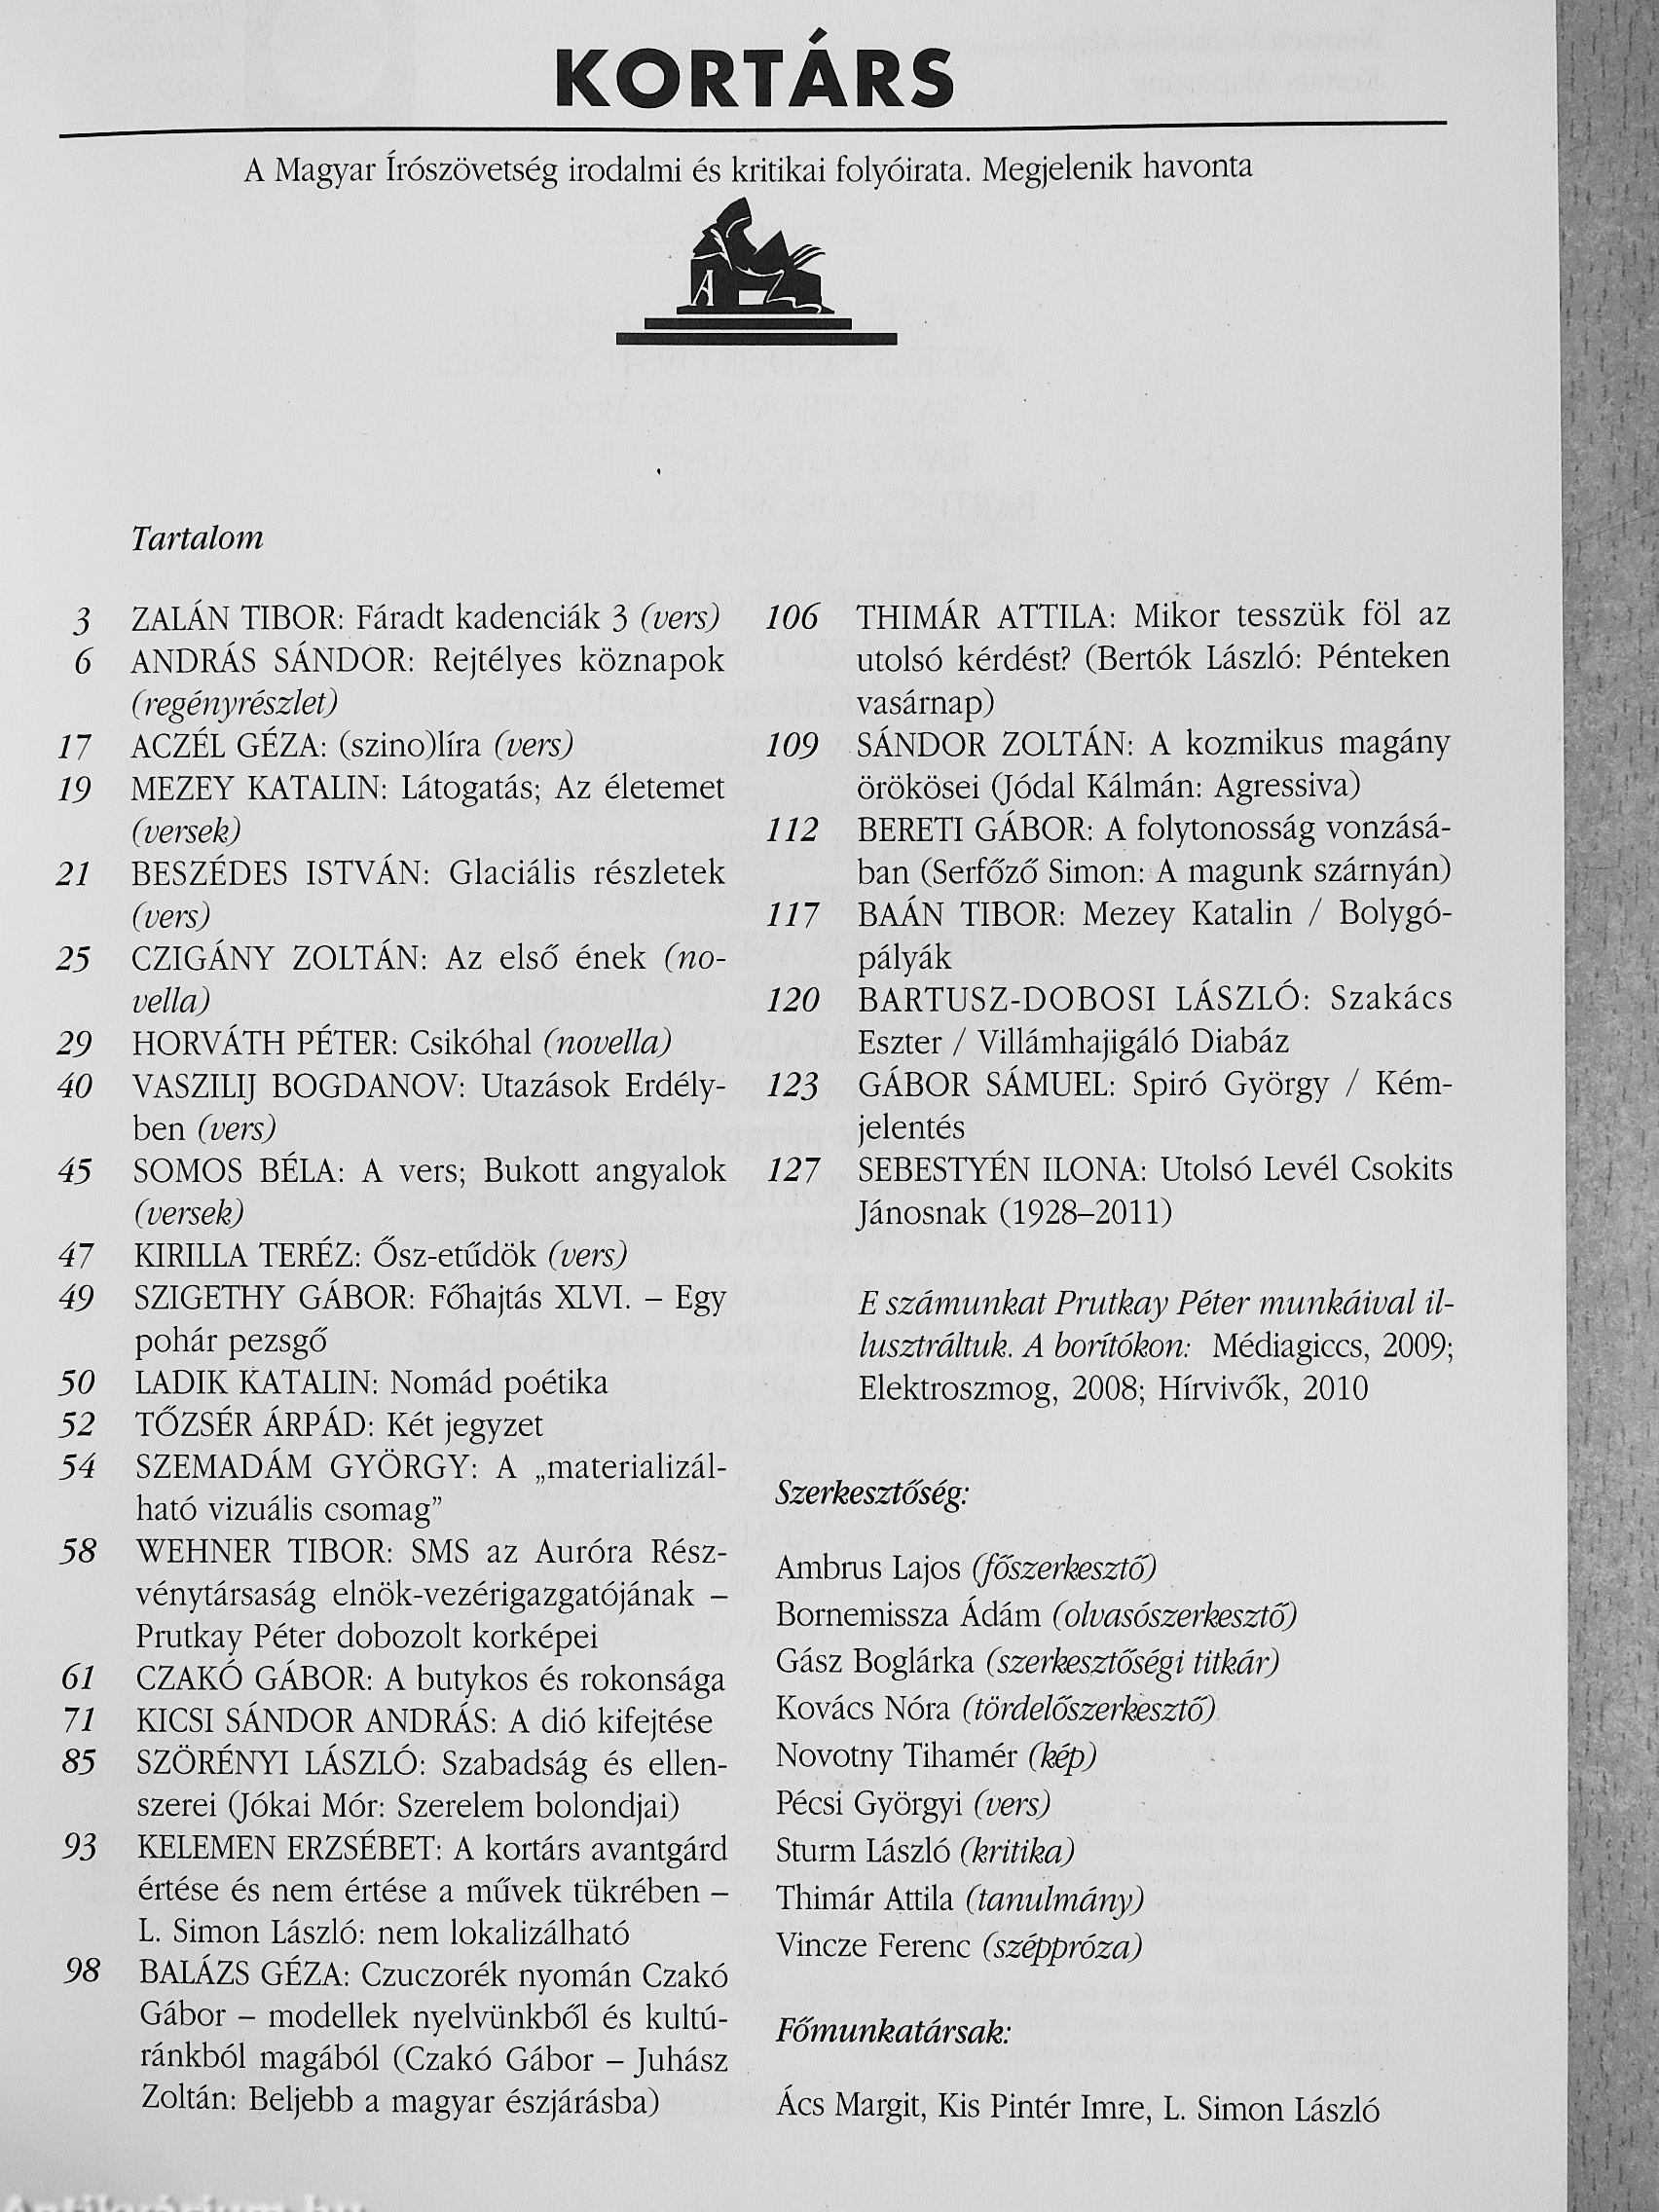 KORTÁRS
A Magyar Írószövetség irodalmi és kritikai folyóirata. Megjelenik havonta
A
Tartalom
3 ZALÁN TIBOR: Fáradt kadenciák 3 (vers)
6 ANDRÁS SÁNDOR: Rejtélyes köznapok
(regényrészlet)
17 ACZÉL GÉZA: (szino)líra (vers)
19 MEZEY KATALIN: Látogatás; Az életemet
(versek)
21 BESZÉDES ISTVÁN: Glaciális részletek
(vers)
25 CZIGÁNY ZOLTÁN: Az első ének (no-
vella)
29 HORVÁTH PÉTER: Csikóhal (novella)
40 VASZILIJ BOGDANOV: Utazások Erdély-
ben (vers)
45 SOMOS BÉLA: A vers; Bukott angyalok
(versek)
47 KIRILLA TERÉZ: Ősz-etűdök (vers)
49 SZIGETHY GÁBOR: Főhajtás XLVI. – Egy
pohár pezsgő
50 LADIK KATALIN: Nomád poétika
52 TŐZSÉR ÁRPÁD: Két jegyzet
54 SZEMADÁM GYÖRGY: A „materializál-
ható vizuális csomag”
58 WEHNER TIBOR: SMS az Auróra Rész-
vénytársaság elnök-vezérigazgatójának –
Prutkay Péter dobozolt korképei
61 CZAKÓ GÁBOR: A butykos és rokonsága
71 KICSI SÁNDOR ANDRÁS: A dió kifejtése
85 SZÖRÉNYI LÁSZLÓ: Szabadság és ellen-
szerei (Jókai Mór: Szerelem bolondjai)
93 KELEMEN ERZSÉBET: A kortárs avantgárd
értése és nem értése a művek tükrében –
L. Simon László: nem lokalizálható
98 BALÁZS GÉZA: Czuczorék nyomán Czakó
Gábor – modellek nyelvünkből és kultú-
ránkból magából (Czakó Gábor – Juhász
Zoltán: Beljebb a magyar észjárásba)
106 THIMÁR ATTILA: Mikor tesszük föl az
utolsó kérdést? (Bertók László: Pénteken
vasárnap)
109 SÁNDOR ZOLTÁN: A kozmikus magány
örökösei (Jódal Kálmán: Agressiva)
112 BERETI GÁBOR: A folytonosság vonzásá-
ban (Serfőző Simon: A magunk szárnyán)
117 BAÁN TIBOR: Mezey Katalin / Bolygó-
pályák
120 BARTUSZ-DOBOSI LÁSZLÓ: Szakács
Eszter / Villámhajigáló Diabáz
123 GÁBOR SÁMUEL: Spiró György / Kém-
jelentés
127 SEBESTYÉN ILONA: Utolsó Levél Csokits
Jánosnak (1928–2011)
E számunkat Prutkay Péter munkáival il-
lusztráltuk. A borítókon: Médiagiccs, 2009;
Elektroszmog, 2008; Hírvivők, 2010
Szerkesztőség:
Ambrus Lajos (főszerkesztő)
Bornemissza Ádám (olvasószerkesztő)
Gász Boglárka (szerkesztőségi titkár)
Kovács Nóra (tördelőszerkesztő)
Novotny Tihamér (kép)
Pécsi Györgyi (vers)
Sturm László (kritika)
Thimár Attila (tanulmány)
Vincze Ferenc (széppróza)
Főmunkatársak:
Ács Margit, Kis Pintér Imre, L. Simon László